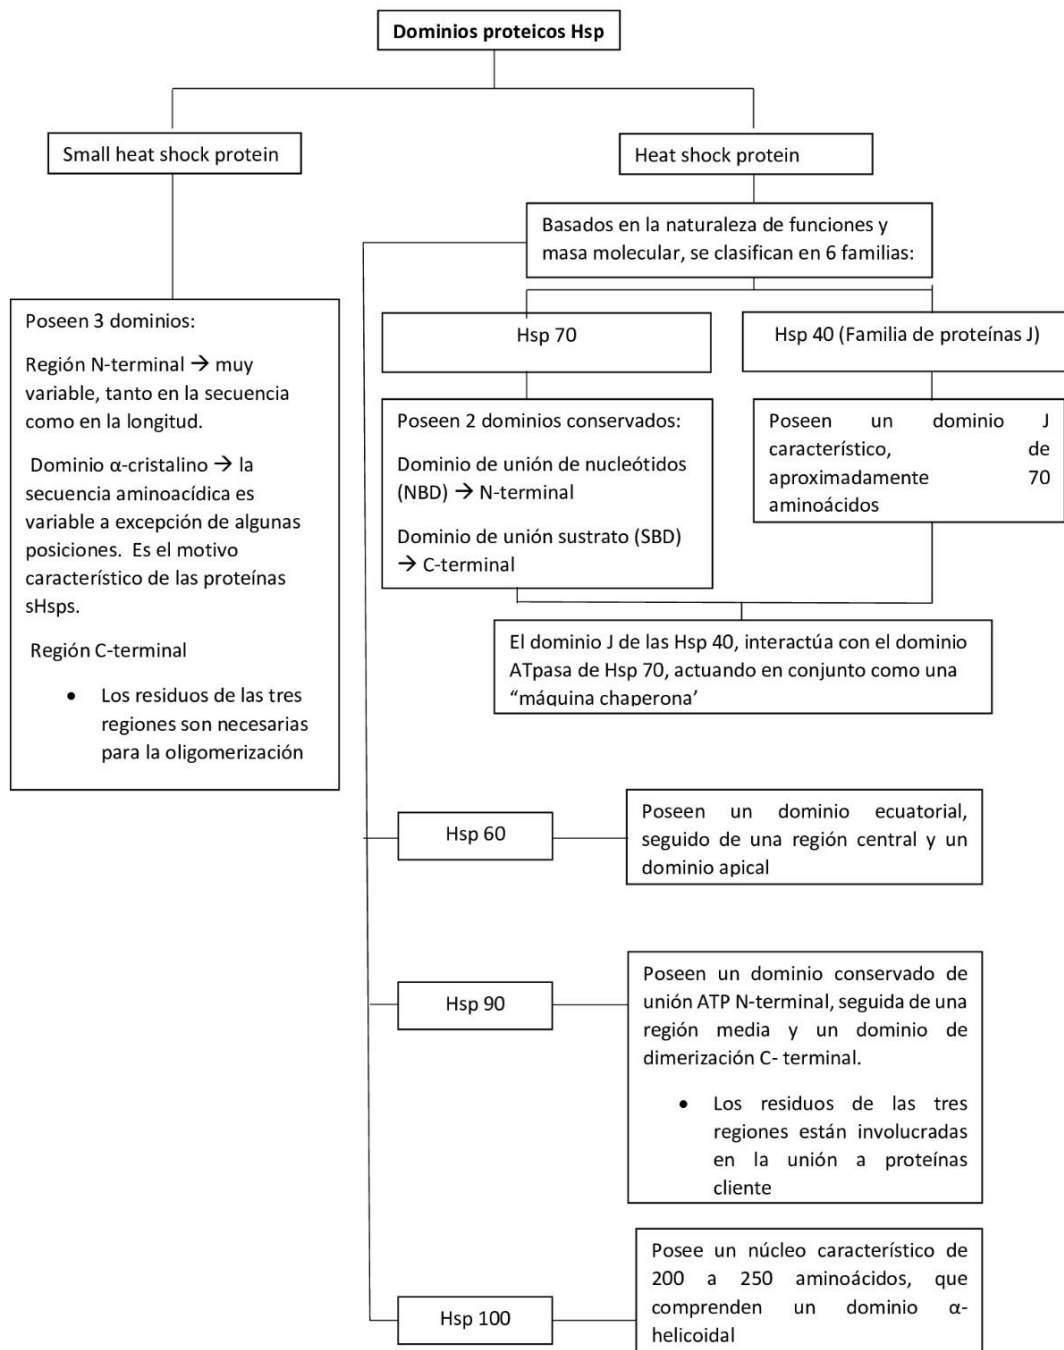 Dominios proteicos Hsp
Small heat shock protein
Heat shock protein
Basados en la naturaleza de funciones y
masa molecular, se clasifican en 6 familias:
Poseen 3 dominios:
Región N-terminal → muy
variable, tanto en la secuencia
como en la longitud.
Dominio α-cristalino → la
secuencia aminoacídica es
variable a excepción de algunas
posiciones. Es el motivo
característico de las proteínas
sHsps.
Región C-terminal
• Los residuos de las tres
regiones son necesarias
para la oligomerización
Hsp 70
Hsp 40 (Familia de proteínas J)
Poseen 2 dominios conservados:
Dominio de unión de nucleótidos
(NBD) → N-terminal
Dominio de unión sustrato (SBD)
→ C-terminal
Poseen un dominio J
característico, de
aproximadamente 70
aminoácidos
El dominio J de las Hsp 40, interactúa con el dominio
ATpasa de Hsp 70, actuando en conjunto como una
“máquina chaperona’
Hsp 60
Poseen un dominio ecuatorial,
seguido de una región central y un
dominio apical
Hsp 90
Poseen un dominio conservado de
unión ATP N-terminal, seguida de una
región media y un dominio de
dimerización C- terminal.
• Los residuos de las tres
regiones están involucradas
en la unión a proteínas
cliente
Hsp 100
Posee un núcleo característico de
200 a 250 aminoácidos, que
comprenden un dominio α-
helicoidal